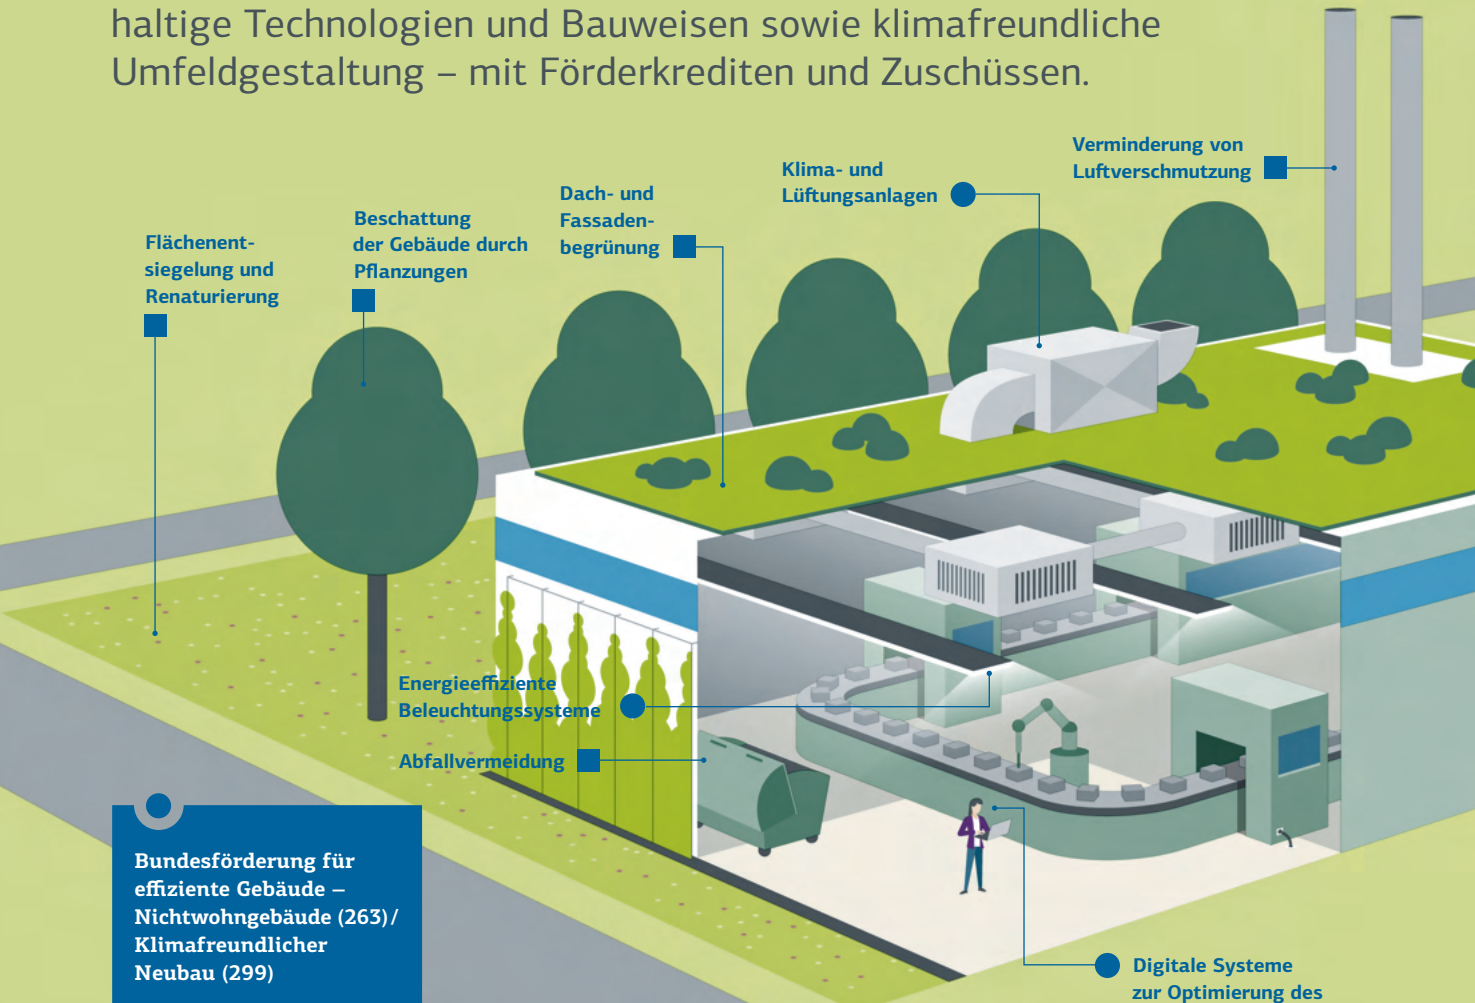 haltige Technologien und Bauweisen sowie klimafreundliche
Umfeldgestaltung – mit Förderkrediten und Zuschüssen.
Verminderung von
Luftverschmutzung
Klima- und
Lüftungsanlagen
Dach- und
Fassaden-
begrünung
Beschattung
der Gebäude durch
Pflanzungen
Flächenent-
siegelung und
Renaturierung
Energieeffiziente
Beleuchtungssysteme
Abfallvermeidung
Bundesförderung für
effiziente Gebäude –
Nichtwohngebäude (263)/
Klimafreundlicher
Neubau (299)
Digitale Systeme
zur Optimierung des